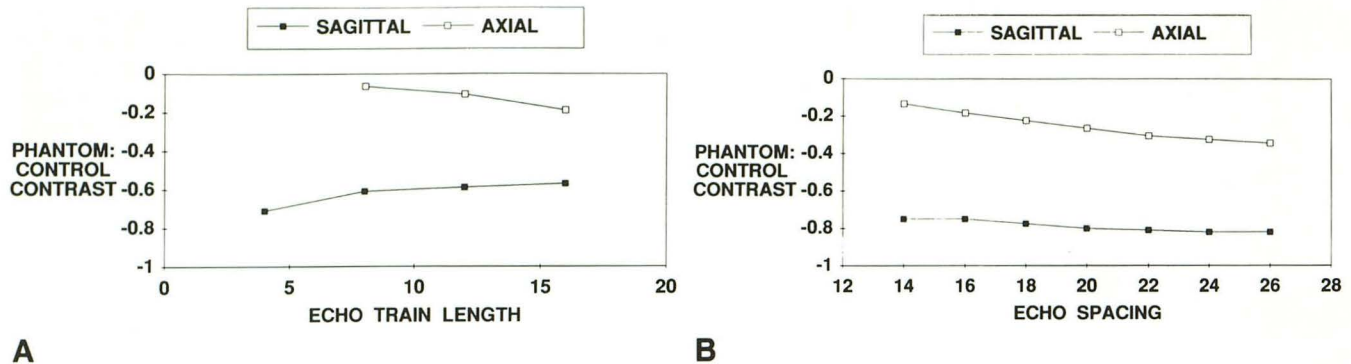 SAGITTAL AXIAL
0
-0.2
-0.4
-0.6
-0.8
-1
PHANTOM:
CONTROL
CONTRAST
0 5 10 15 20
ECHO TRAIN LENGTH
A
SAGITTAL AXIAL
0
-0.2
-0.4
-0.6
-0.8
-1
PHANTOM:
CONTROL
CONTRAST
12 14 16 18 20 22 24 26 28
ECHO SPACING
B